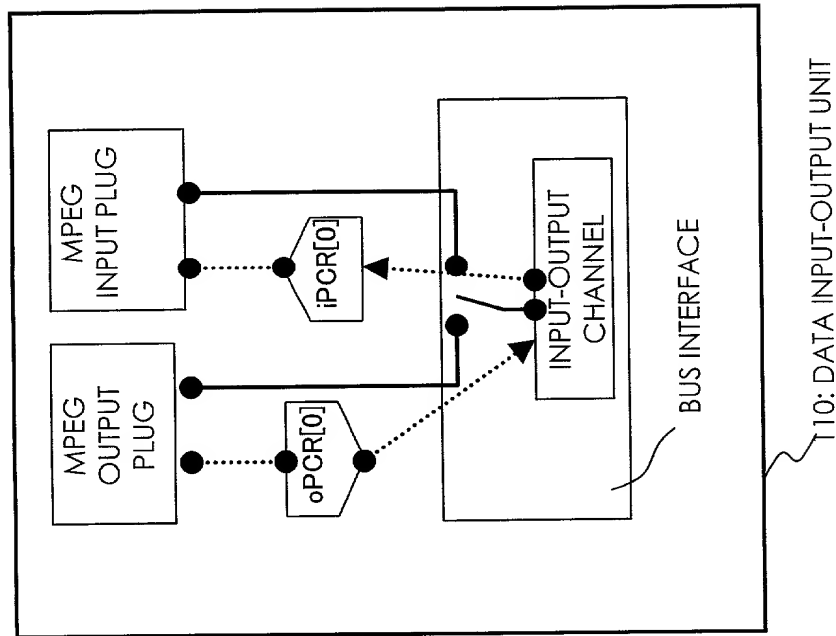 MPEG
OUTPUT
PLUG
MPEG
INPUT PLUG
oPCR[0]
iPCR[0]
INPUT-OUTPUT
CHANNEL
BUS INTERFACE
110: DATA INPUT-OUTPUT UNIT